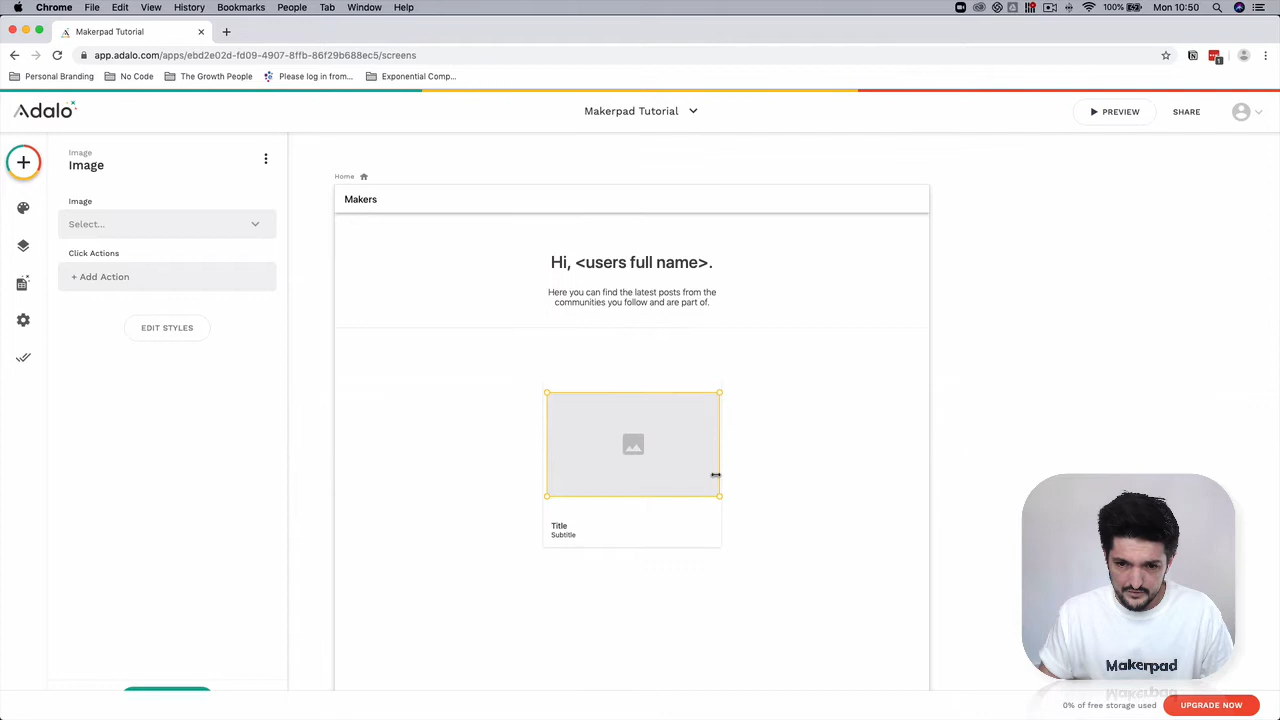 Chrome File Edit View History Bookmarks People Tab Window Help
100% Mon 10:50
Makerpad Tutorial
app.adalo.com/apps/ebd2e02d-fd09-4907-8ffb-86f29b688ec5/screens
1
Personal Branding No Code The Growth People Please log in from... Exponential Comp...
Adalo
Makerpad Tutorial
PREVIEW
SHARE
Image
Image
Image
Select...
Click Actions
+ Add Action
EDIT STYLES
Home
Makers
Hi, <users full name>.
Here you can find the latest posts from the
communities you follow and are part of.
Title
Subtitle
Makerpad
0% of free storage used
UPGRADE NOW